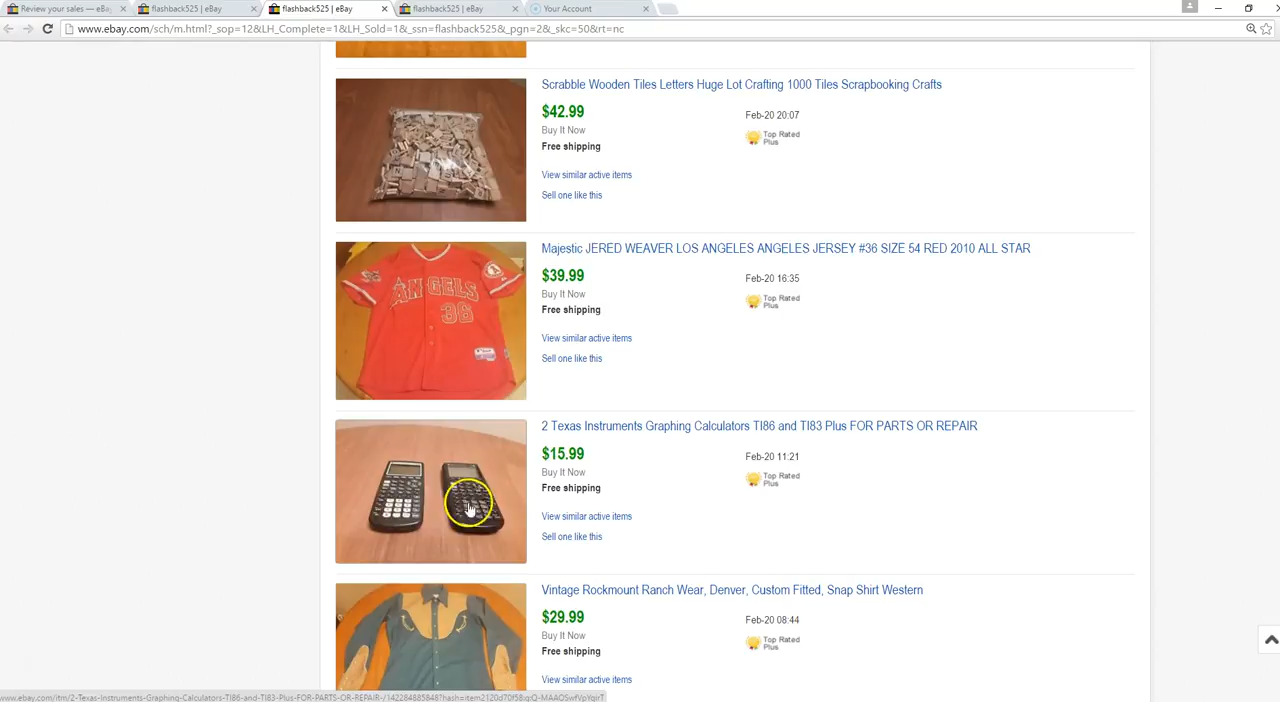 Review your sales — eBa
flashback525 | eBay
flashback525 | eBay
flashback525 | eBay
Your Account
www.ebay.com/sch/m.html?_sop=12&LH_Complete=1&LH_Sold=1&_ssn=flashback525&_pgn=2&_skc=50&rt=nc
Scrabble Wooden Tiles Letters Huge Lot Crafting 1000 Tiles Scrapbooking Crafts
$42.99
Feb-20 20:07
Buy It Now
Top Rated
Plus
Free shipping
View similar active items
Sell one like this
Majestic JERED WEAVER LOS ANGELES ANGELES JERSEY #36 SIZE 54 RED 2010 ALL STAR
$39.99
Feb-20 16:35
Buy It Now
Top Rated
Plus
Free shipping
View similar active items
Sell one like this
ANGELS
36
2 Texas Instruments Graphing Calculators TI86 and TI83 Plus FOR PARTS OR REPAIR
$15.99
Feb-20 11:21
Buy It Now
Top Rated
Plus
Free shipping
View similar active items
Sell one like this
Vintage Rockmount Ranch Wear, Denver, Custom Fitted, Snap Shirt Western
$29.99
Feb-20 08:44
Buy It Now
Top Rated
Plus
Free shipping
View similar active items